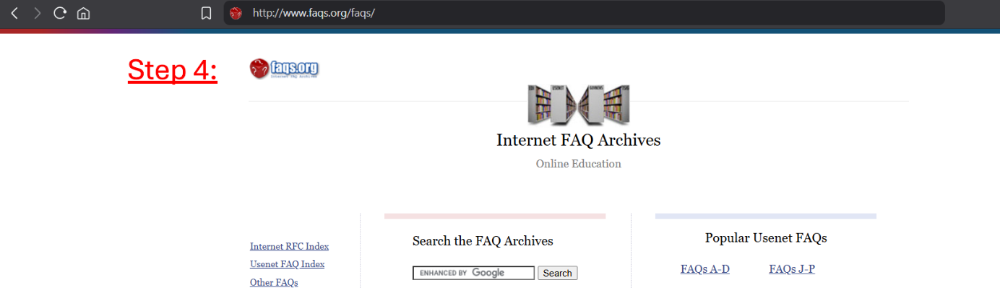 http://www.faqs.org/faqs/
Step 4:
faqs.org
Internet FAQ Archives
USENET
Internet FAQ Archives
Online Education
Search the FAQ Archives
Popular Usenet FAQs
Internet RFC Index
Usenet FAQ Index
Other FAQs
ENHANCED BY Google
Search
FAQs A-D
FAQs J-P